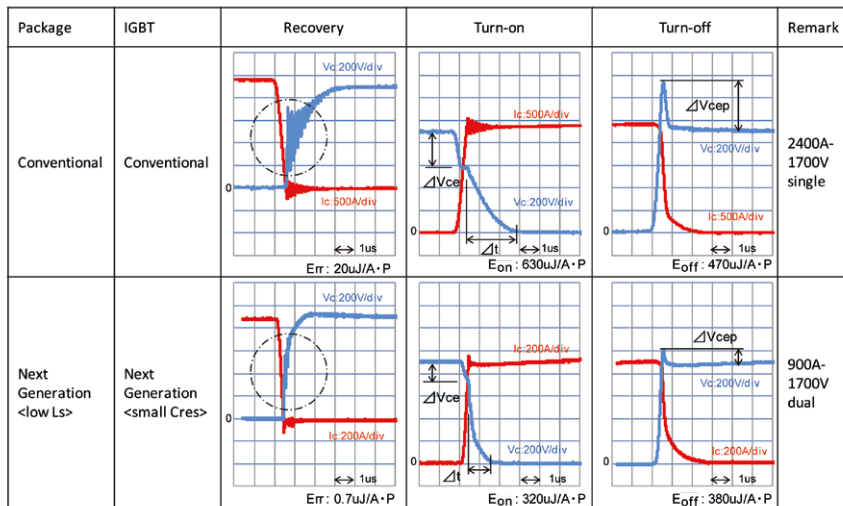 Package
IGBT
Recovery
Turn-on
Turn-off
Remark
Conventional
Conventional
Vc:200V/div
0
Ic:500A/div
1us
Err: 20uJ/A・P
Ic:500A/div
⊿Vce
Vc:200V/div
0
⊿t
1us
Eon : 630uJ/A・P
⊿Vcep
Vc:200V/div
Ic:500A/div
0
1us
Eoff : 470uJ/A・P
2400A-
1700V
single
Next
Generation
<low Ls>
Next
Generation
<small Cres>
Vc:200V/div
0
Ic:200A/div
1us
Err: 0.7uJ/A・P
Ic:200A/div
⊿Vce
Vc:200V/div
0
⊿t
1us
Eon : 320uJ/A・P
⊿Vcep
Vc:200V/div
Ic:200A/div
0
1us
Eoff : 380uJ/A・P
900A-
1700V
dual